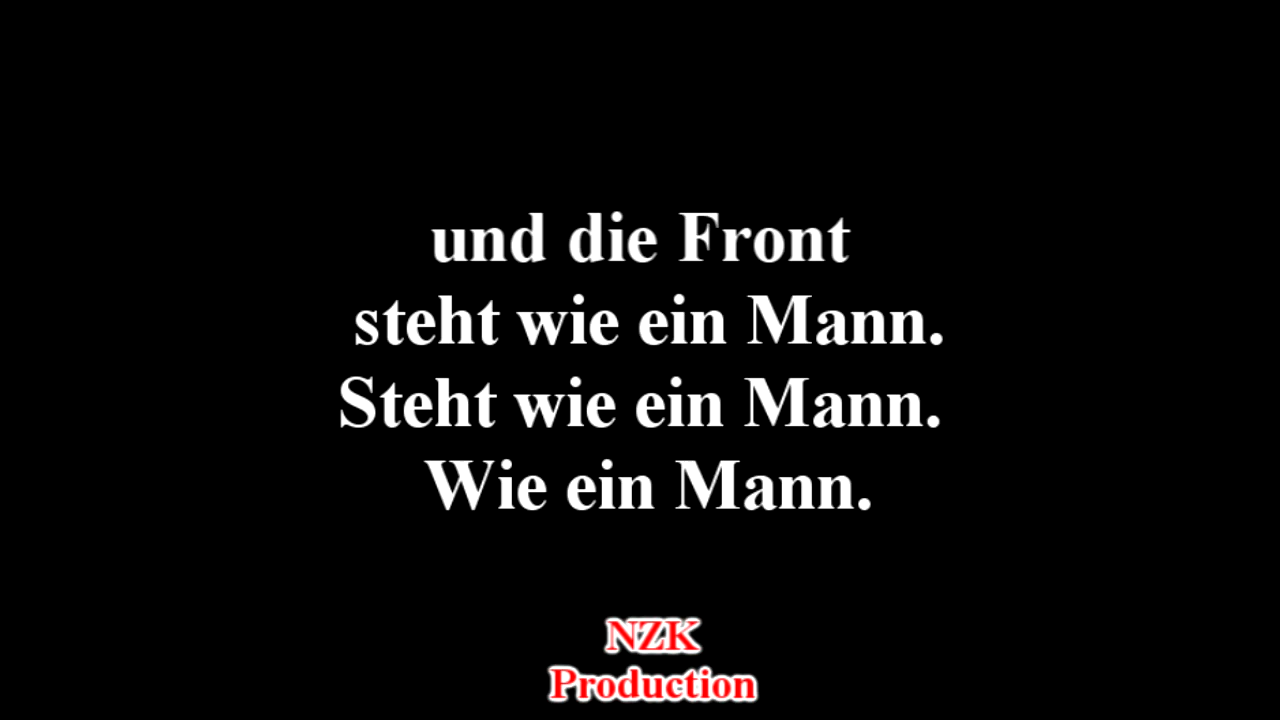 und die Front
steht wie ein Mann.
Steht wie ein Mann.
Wie ein Mann.
NZK
Production